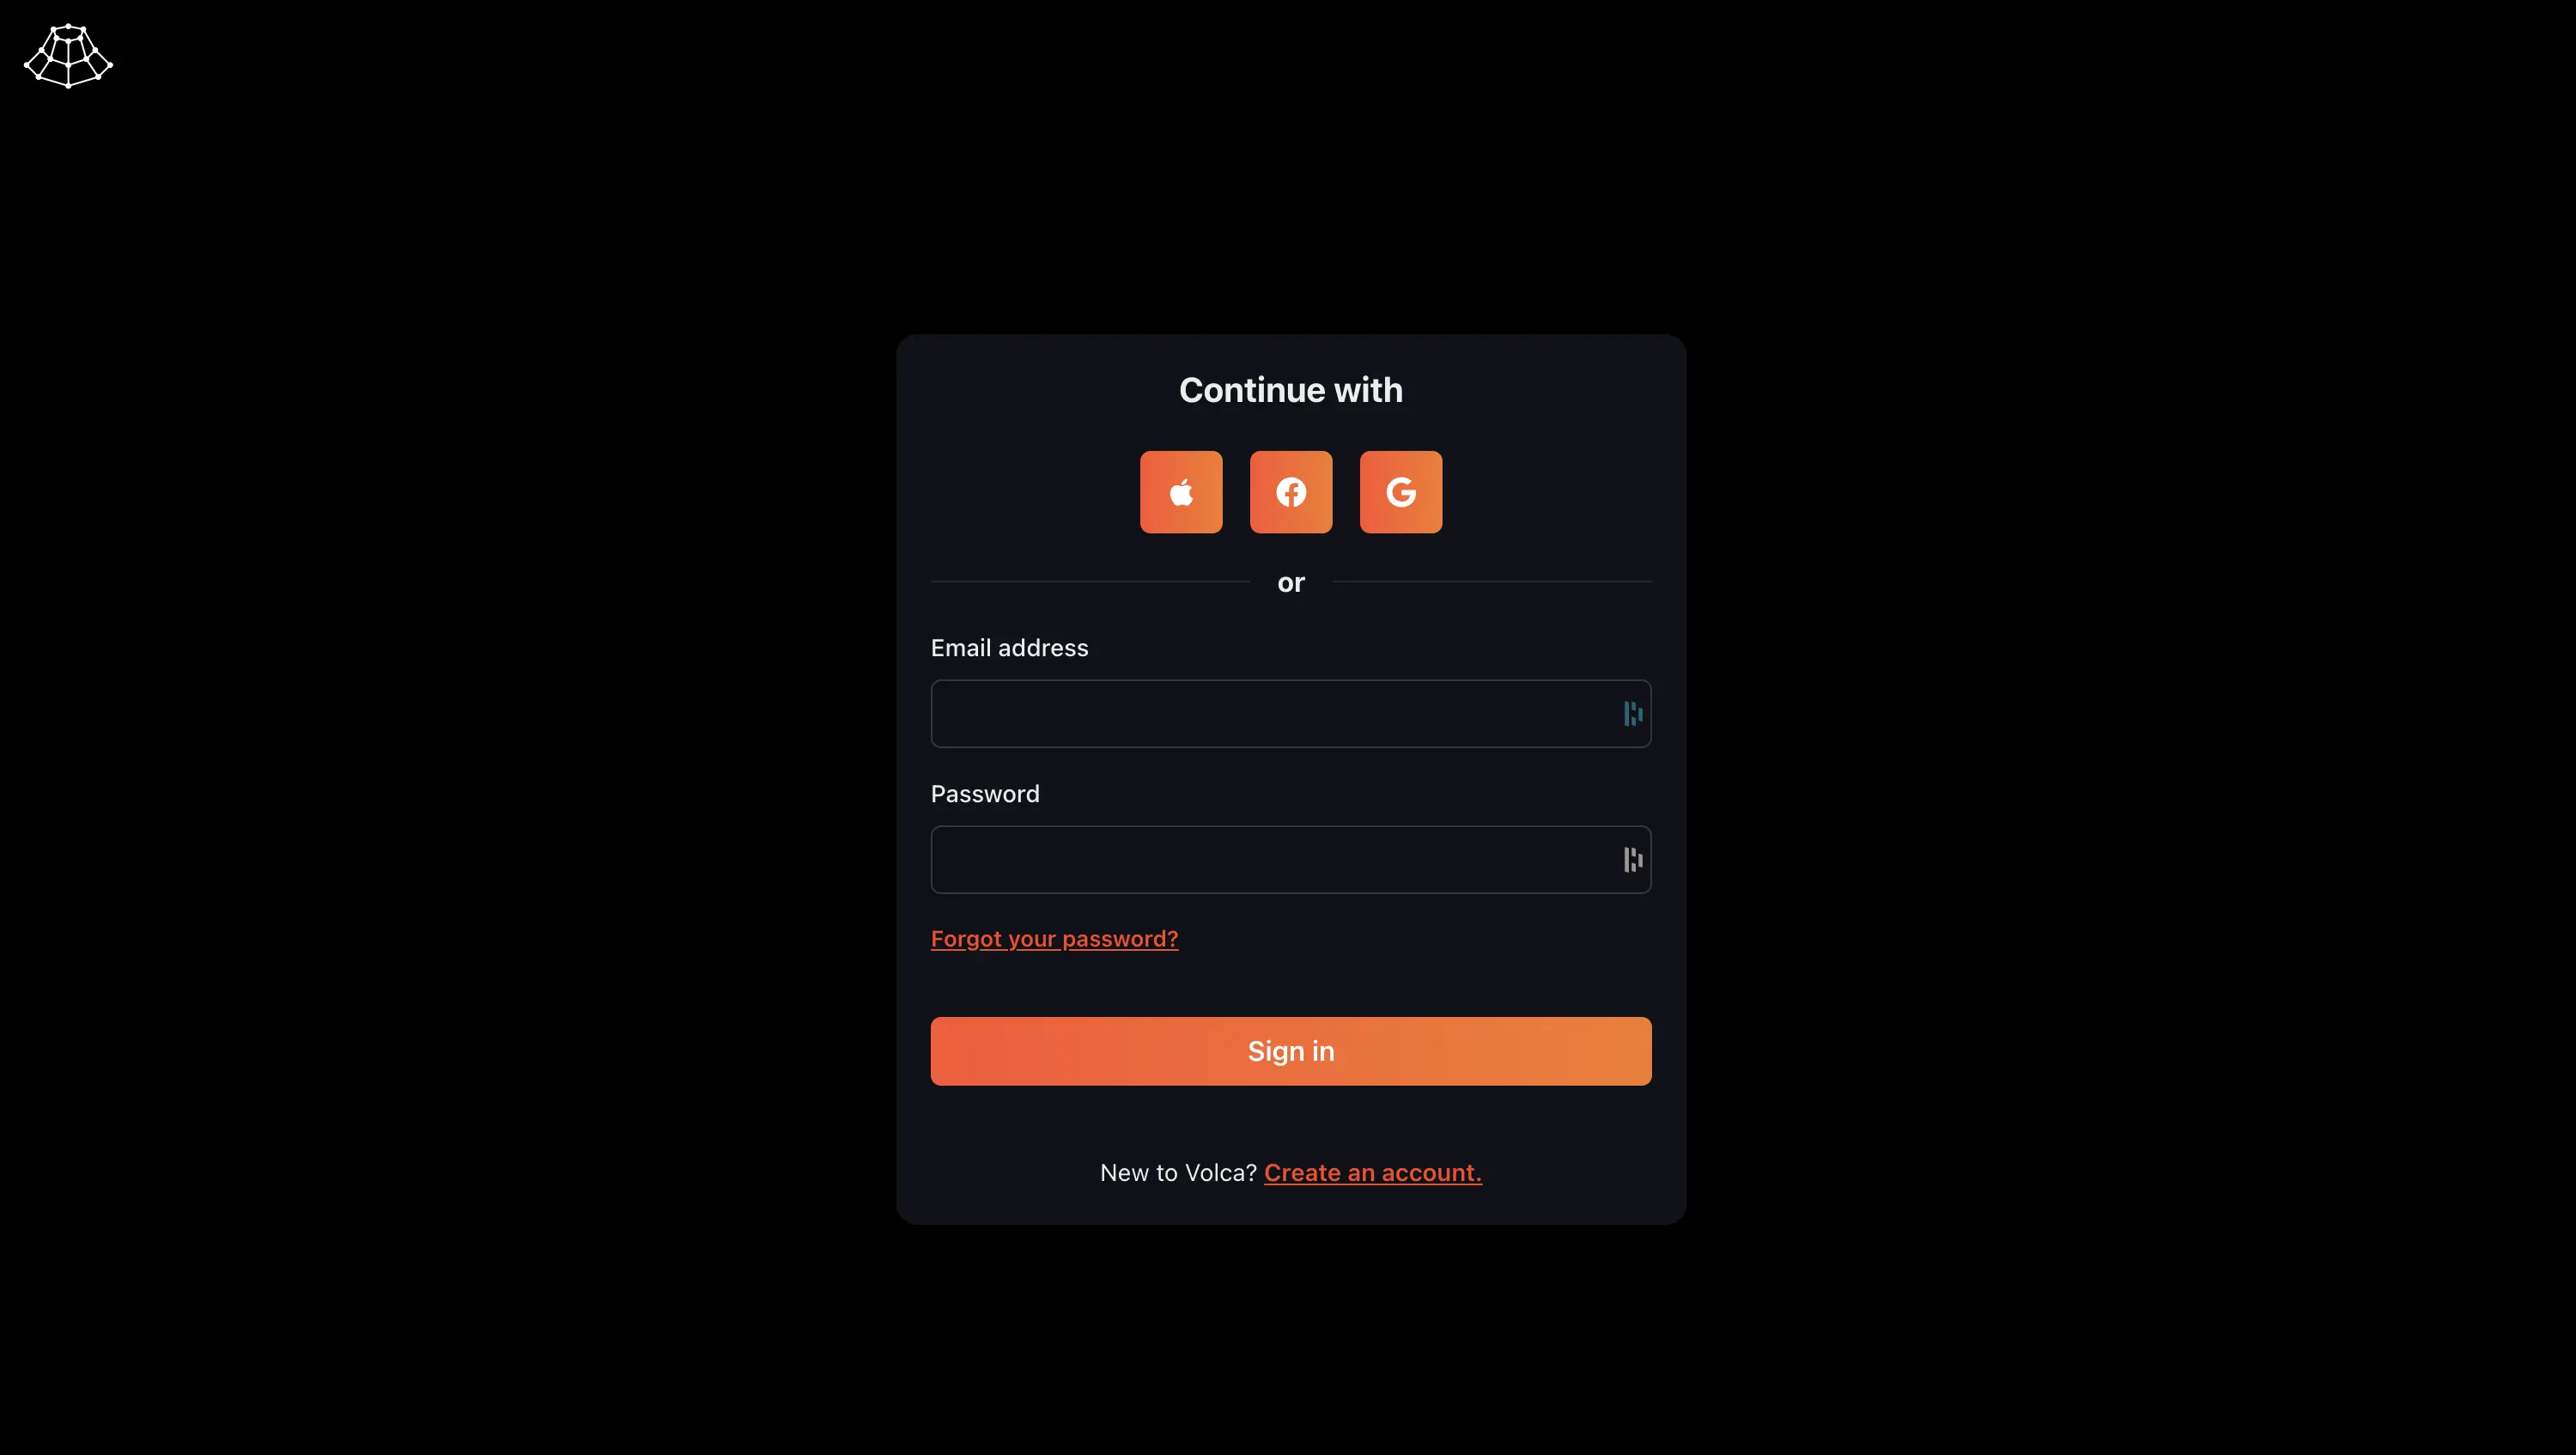 Continue with
or
Email address
Password
Forgot your password?
Sign in
New to Volca? Create an account.